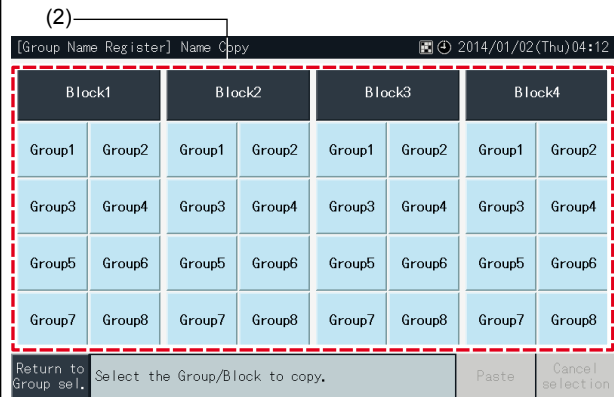 (2)
[Group Name Register] Name Copy 2014/01/02(Thu)04:12
Block1 Block2 Block3 Block4
Group1 Group2 Group1 Group2 Group1 Group2 Group1 Group2
Group3 Group4 Group3 Group4 Group3 Group4 Group3 Group4
Group5 Group6 Group5 Group6 Group5 Group6 Group5 Group6
Group7 Group8 Group7 Group8 Group7 Group8 Group7 Group8
Return to
Group sel.
Select the Group/Block to copy.
Paste
Cancel
selection